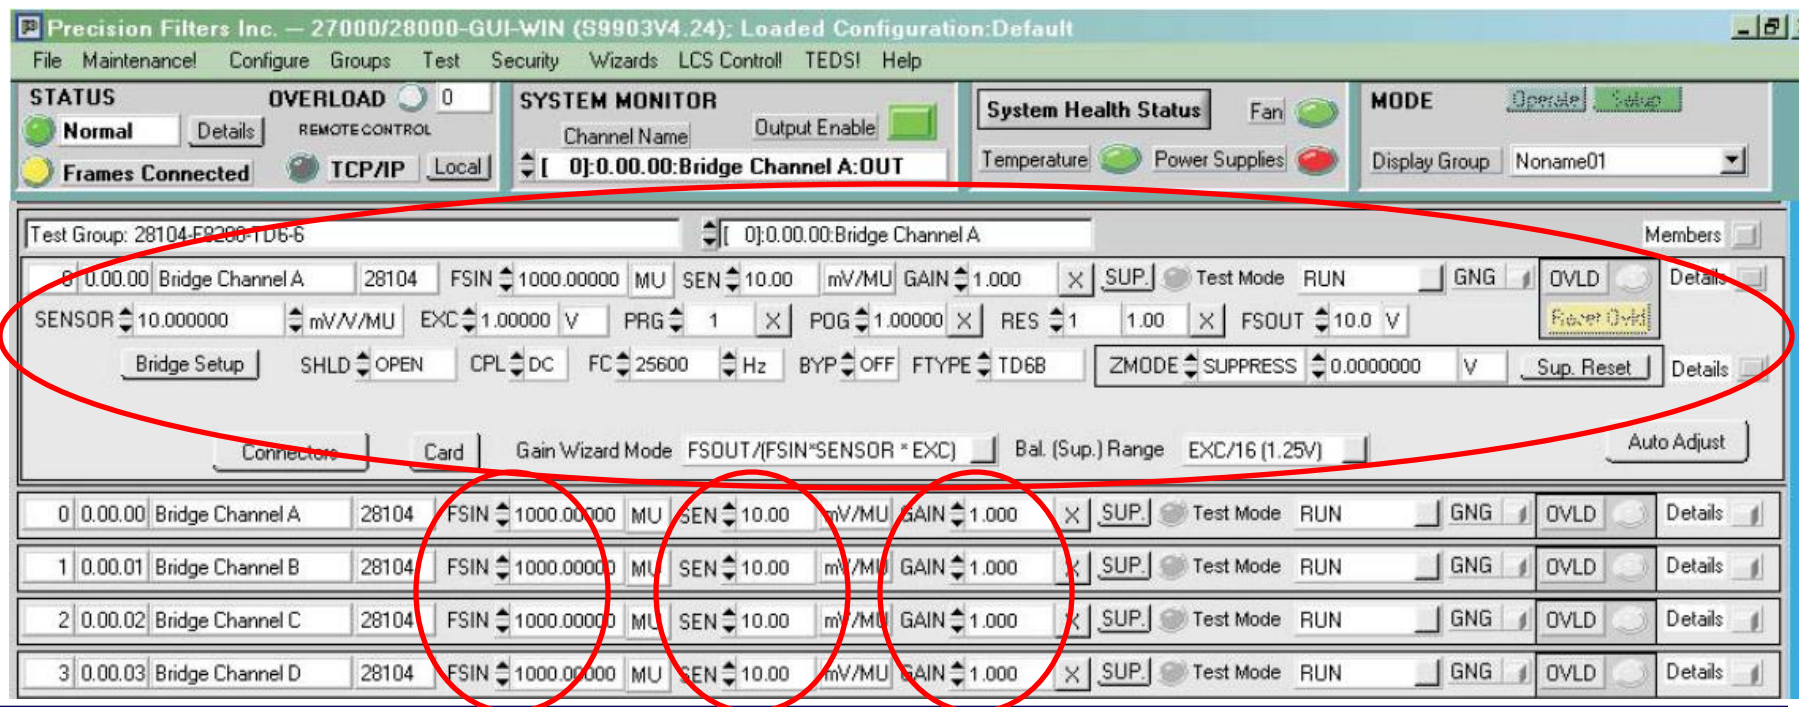 Precision Filters Inc. — 27000/28000-GUI-WIN (S9903V4.24); Loaded Configuration:Default
File Maintenance! Configure Groups Test Security Wizards LCS Control! TEDS! Help
STATUS OVERLOAD 0 SYSTEM MONITOR System Health Status Fan MODE Operate Setup
Normal Details REMOTE CONTROL Channel Name Output Enable
Frames Connected TCP/IP Local [ 0]:0.00.00:Bridge Channel A:OUT Temperature Power Supplies Display Group Noname01
Test Group: 28104-F8200-TD6-6 [ 0]:0.00.00:Bridge Channel A Members
0 0.00.00 Bridge Channel A 28104 FSIN 1000.00000 MU SEN 10.00 mV/MU GAIN 1.000 X SUP. Test Mode RUN GNG OVLD Details
SENSOR 10.000000 mV/V/MU EXC 1.00000 V PRG 1 X POG 1.00000 X RES 1 1.00 X FSOUT 10.0 V Reset Ovld
Bridge Setup SHLD OPEN CPL DC FC 25600 Hz BYP OFF FTYPE TD6B ZMODE SUPPRESS 0.0000000 V Sup. Reset Details
Connectors Card Gain Wizard Mode FSOUT/(FSIN*SENSOR * EXC) Bal. (Sup.) Range EXC/16 (1.25V) Auto Adjust
0 0.00.00 Bridge Channel A 28104 FSIN 1000.00000 MU SEN 10.00 mV/MU GAIN 1.000 X SUP. Test Mode RUN GNG OVLD Details
1 0.00.01 Bridge Channel B 28104 FSIN 1000.00000 MU SEN 10.00 mV/MU GAIN 1.000 X SUP. Test Mode RUN GNG OVLD Details
2 0.00.02 Bridge Channel C 28104 FSIN 1000.00000 MU SEN 10.00 mV/MU GAIN 1.000 X SUP. Test Mode RUN GNG OVLD Details
3 0.00.03 Bridge Channel D 28104 FSIN 1000.00000 MU SEN 10.00 mV/MU GAIN 1.000 X SUP. Test Mode RUN GNG OVLD Details